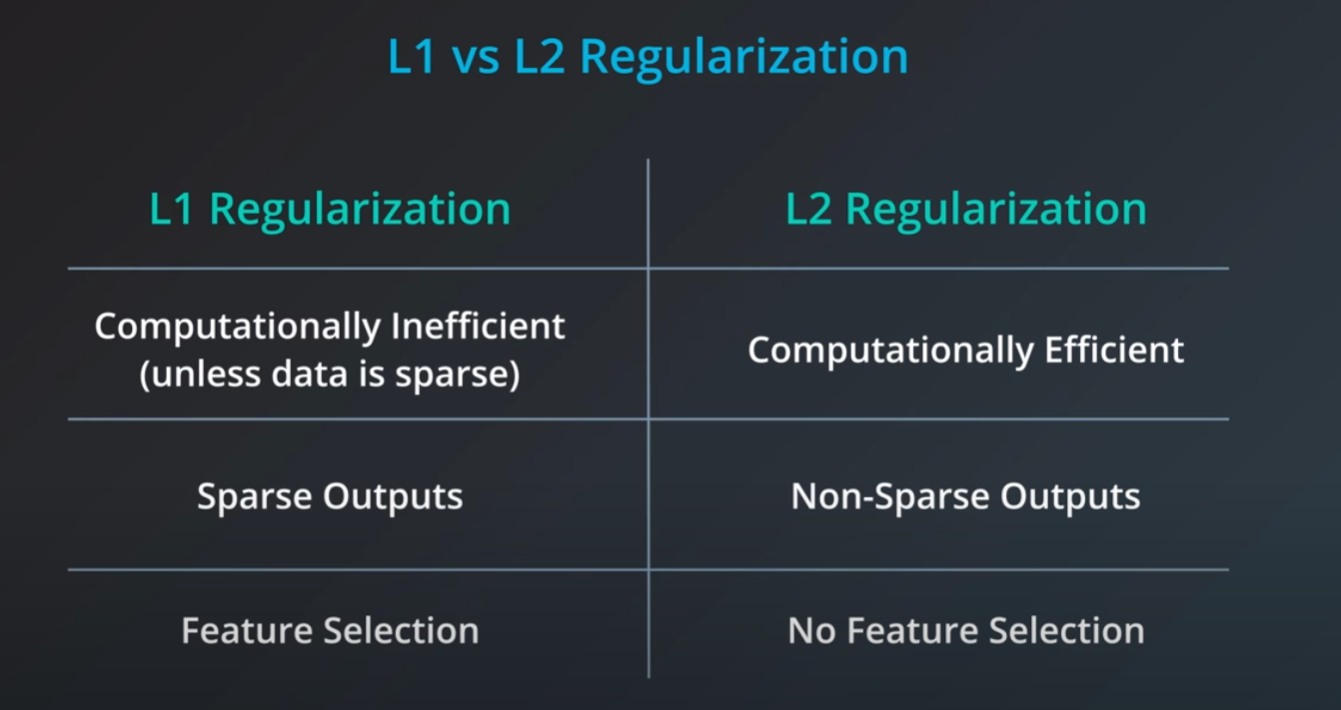 L1 vs L2 Regularization
L1 Regularization
L2 Regularization
Computationally Inefficient
(unless data is sparse)
Computationally Efficient
Sparse Outputs
Non-Sparse Outputs
Feature Selection
No Feature Selection